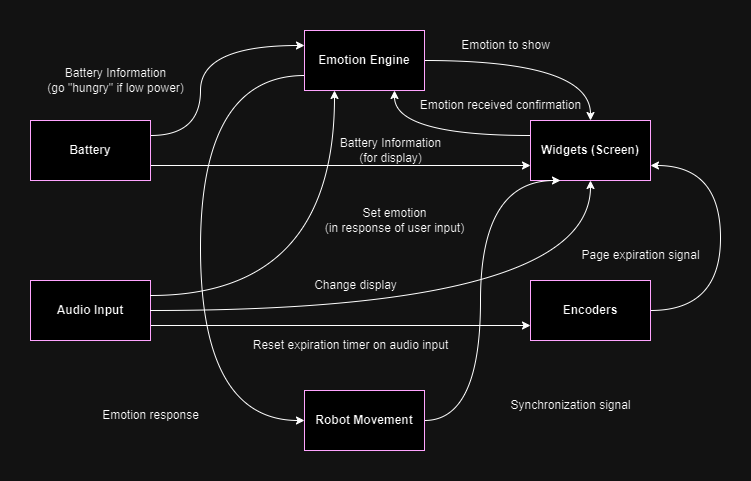 Emotion Engine
Emotion to show
Battery Information
(go "hungry" if low power)
Emotion received confirmation
Battery
Battery Information
(for display)
Widgets (Screen)
Set emotion
(in response of user input)
Page expiration signal
Change display
Audio Input
Encoders
Reset expiration timer on audio input
Emotion response
Robot Movement
Synchronization signal